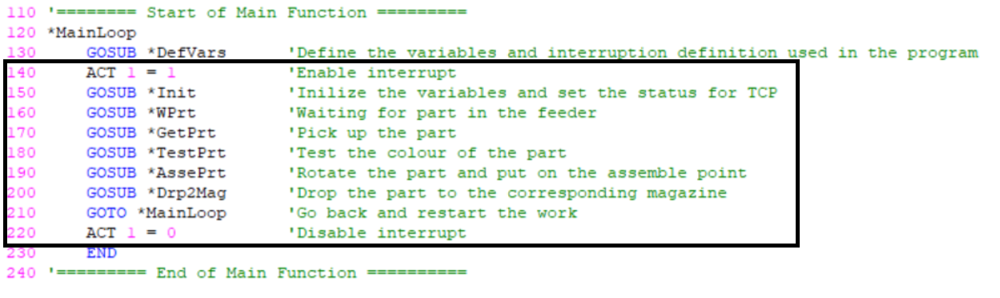 110 '======== Start of Main Function =========
120 *MainLoop
130     GOSUB *DefVars      'Define the variables and interruption definition used in the program
140     ACT 1 = 1           'Enable interrupt
150     GOSUB *Init         'Inilize the variables and set the status for TCP
160     GOSUB *WPrt         'Waiting for part in the feeder
170     GOSUB *GetPrt       'Pick up the part
180     GOSUB *TestPrt      'Test the colour of the part
190     GOSUB *AssePrt      'Rotate the part and put on the assemble point
200     GOSUB *Drp2Mag      'Drop the part to the corresponding magazine
210     GOTO *MainLoop      'Go back and restart the work
220     ACT 1 = 0           'Disable interrupt
230     END
240 '========= End of Main Function ==========